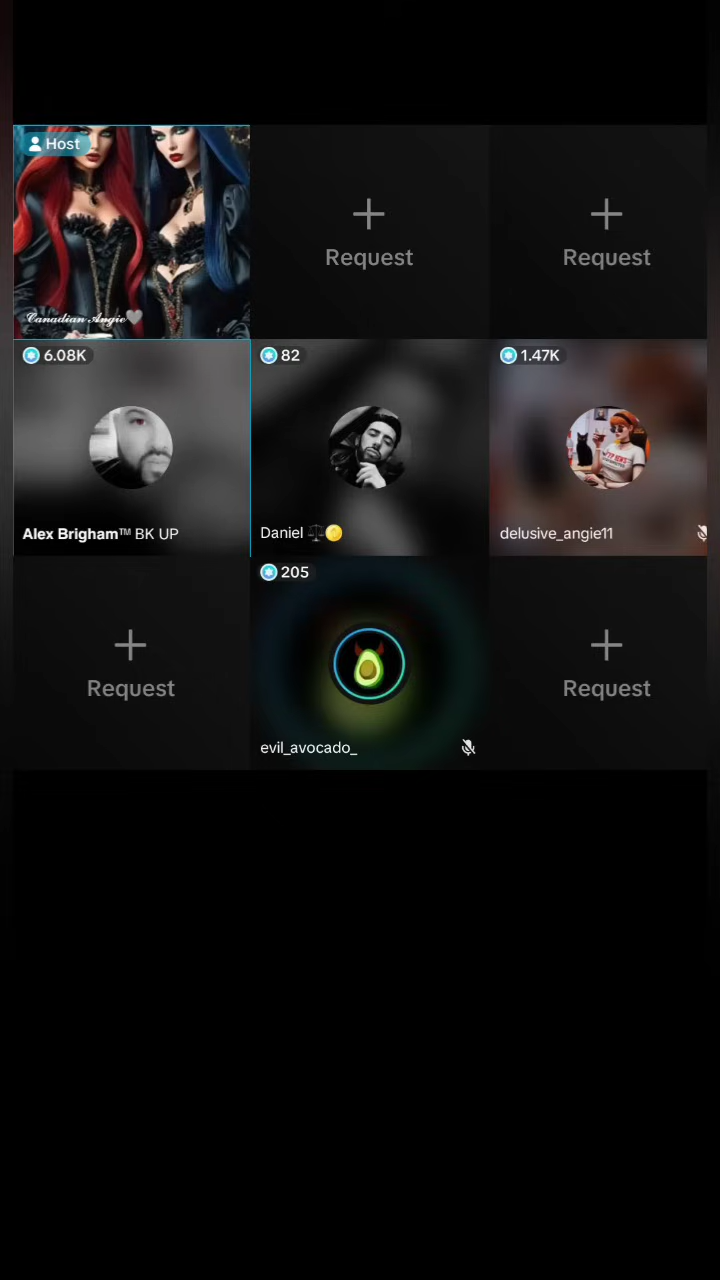 Host
Canadian Angie🤍
+
Request
+
Request
6.08K
82
1.47K
Alex Brigham™ BK UP
Daniel ⚖️🪙
delusive_angie11
+
Request
205
evil_avocado_
+
Request